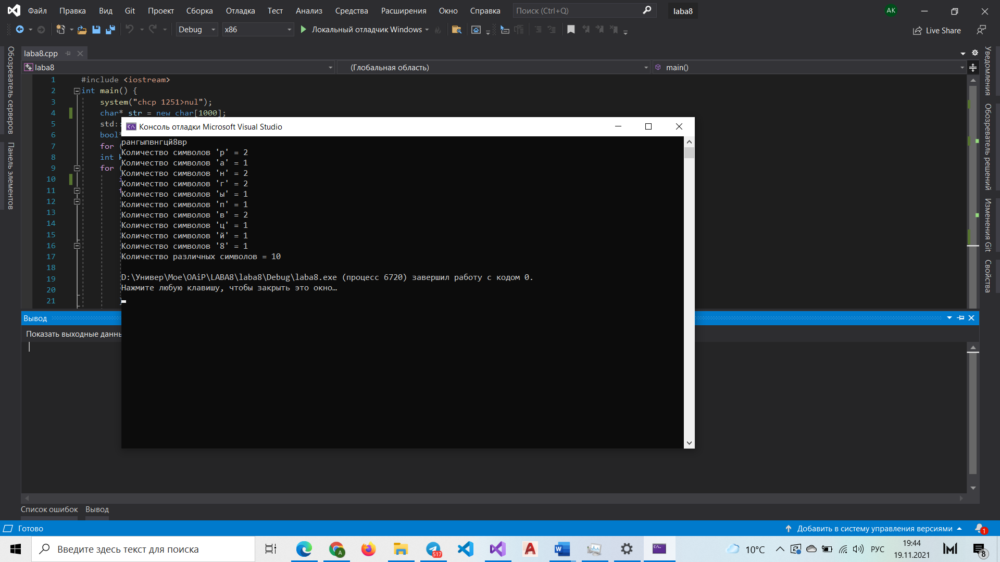 Файл Правка Вид Git Проект Сборка Отладка Тест Анализ Средства Расширения Окно Справка Поиск (Ctrl+Q) laba8 AK
Debug x86 Локальный отладчик Windows Live Share
Обозреватель серверов
Панель элементов
laba8.cpp
laba8 (Глобальная область) main()
1 #include <iostream>
2 int main() {
3 system("chcp 1251>nul");
4 char* str = new char[1000];
5 std:
6 bool
7 for (
8 int
9 for (
10
11
12
13
14
15
16
17
18
19
20
21
Консоль отладки Microsoft Visual Studio
рангыпвнгцй8вр
Количество символов 'р' = 2
Количество символов 'а' = 1
Количество символов 'н' = 2
Количество символов 'г' = 2
Количество символов 'ы' = 1
Количество символов 'п' = 1
Количество символов 'в' = 2
Количество символов 'ц' = 1
Количество символов 'й' = 1
Количество символов '8' = 1
Количество различных символов = 10
D:\Универ\Мое\OAiP\LABA8\laba8\Debug\laba8.exe (процесс 6720) завершил работу с кодом 0.
Нажмите любую клавишу, чтобы закрыть это окно…
Уведомления
Обозреватель решений
Изменения Git
Свойства
Вывод
Показать выходные данны
Список ошибок Вывод
Готово Добавить в систему управления версиями 1
Введите здесь текст для поиска 517 10°C РУС 19:44
19.11.2021 8